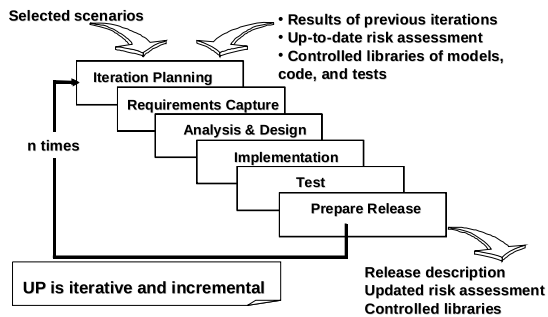 Selected scenarios
• Results of previous iterations
• Up-to-date risk assessment
• Controlled libraries of models,
code, and tests
Iteration Planning
Requirements Capture
Analysis & Design
Implementation
Test
Prepare Release
n times
UP is iterative and incremental
Release description
Updated risk assessment
Controlled libraries